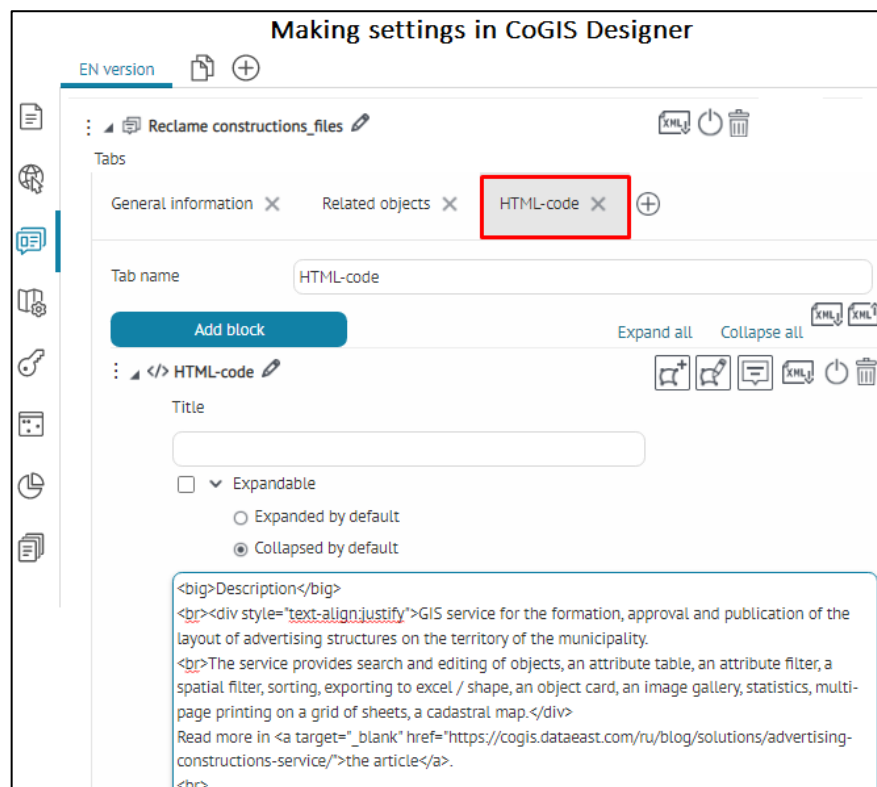 Making settings in CoGIS Designer
EN version
Reclame constructions_files
XML
Tabs
General information
Related objects
HTML-code
Tab name
HTML-code
Add block
Expand all
Collapse all
XML
XML
</> HTML-code
XML
Title
Expandable
Expanded by default
Collapsed by default
<big>Description</big>
<br><div style="text-align:justify">GIS service for the formation, approval and publication of the
layout of advertising structures on the territory of the municipality.
<br>The service provides search and editing of objects, an attribute table, an attribute filter, a
spatial filter, sorting, exporting to excel / shape, an object card, an image gallery, statistics, multi-
page printing on a grid of sheets, a cadastral map.</div>
Read more in <a target="_blank" href="https://cogis.dataeast.com/ru/blog/solutions/advertising-
constructions-service/">the article</a>.
<br>